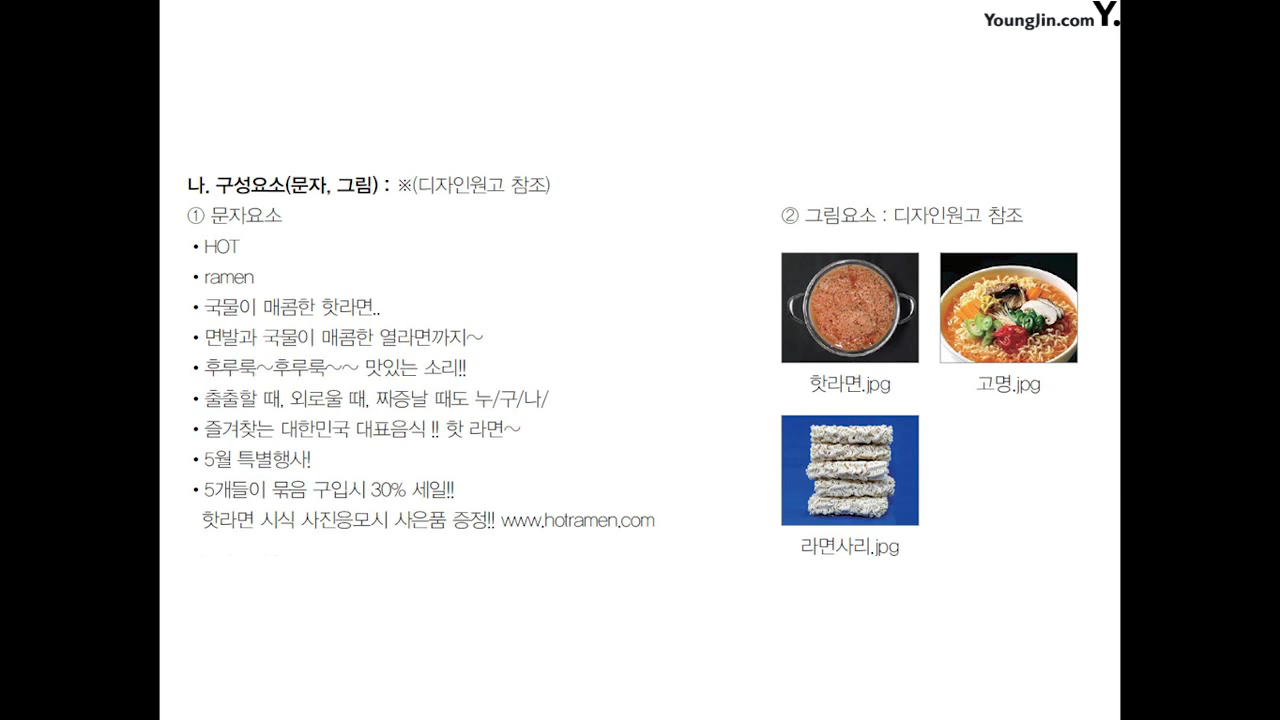 YoungJin.com Y.
나. 구성요소(문자, 그림) : ※(디자인원고 참조)
① 문자요소
• HOT
• ramen
• 국물이 매콤한 핫라면..
• 면발과 국물이 매콤한 열라면까지~
• 후루룩~후루룩~~ 맛있는 소리!!
• 출출할 때, 외로울 때, 짜증날 때도 누/구/나/
• 즐겨찾는 대한민국 대표음식 !! 핫 라면~
• 5월 특별행사!
• 5개들이 묶음 구입시 30% 세일!!
핫라면 시식 사진응모시 사은품 증정!! www.hotramen.com
② 그림요소 : 디자인원고 참조
핫라면.jpg
고명.jpg
라면사리.jpg